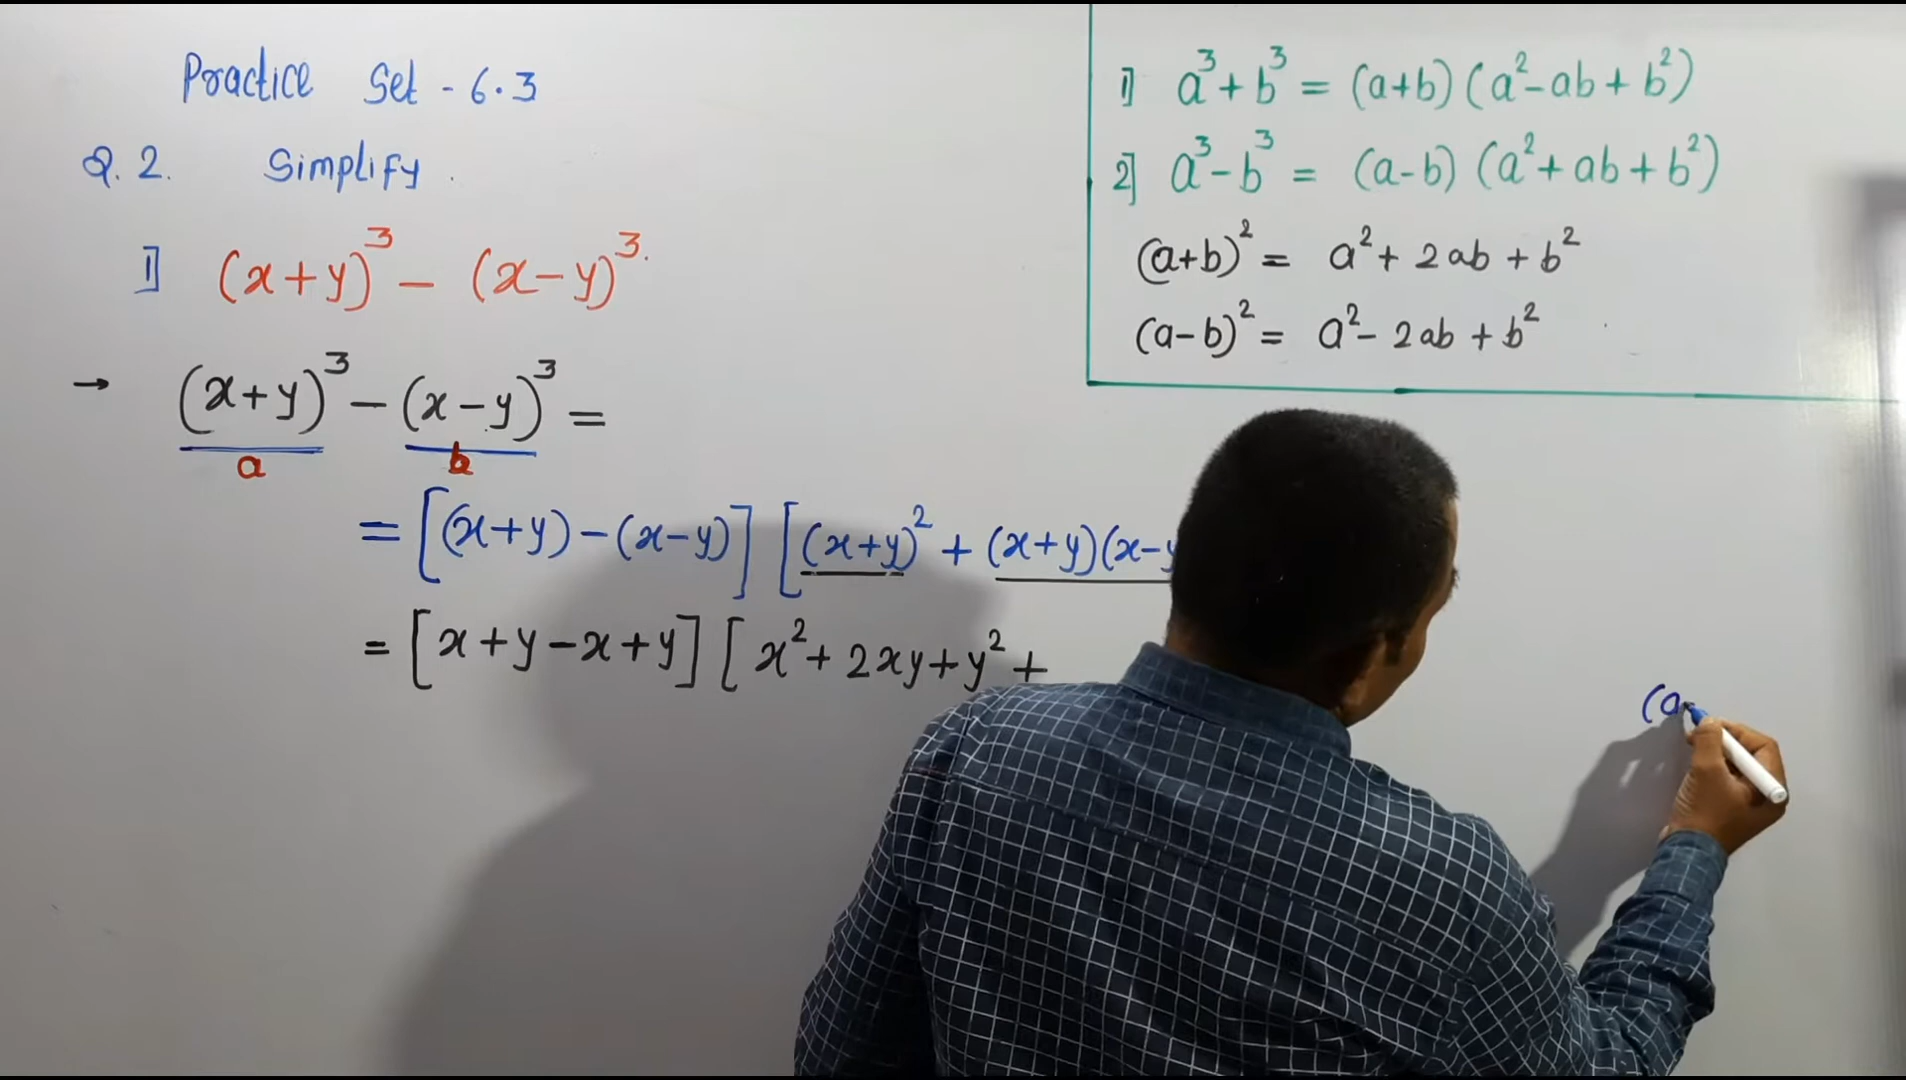 Practice Set - 6.3
Q. 2. Simplify.
1] (x+y)³ - (x-y)³.
→ (x+y)³ - (x-y)³ =
a b
= [(x+y) - (x-y)] [(x+y)² + (x+y)(x-y
= [x+y-x+y] [x² + 2xy + y² +
1] a³ + b³ = (a+b) (a² - ab + b²)
2] a³ - b³ = (a-b) (a² + ab + b²)
(a+b)² = a² + 2ab + b²
(a-b)² = a² - 2ab + b²
(a